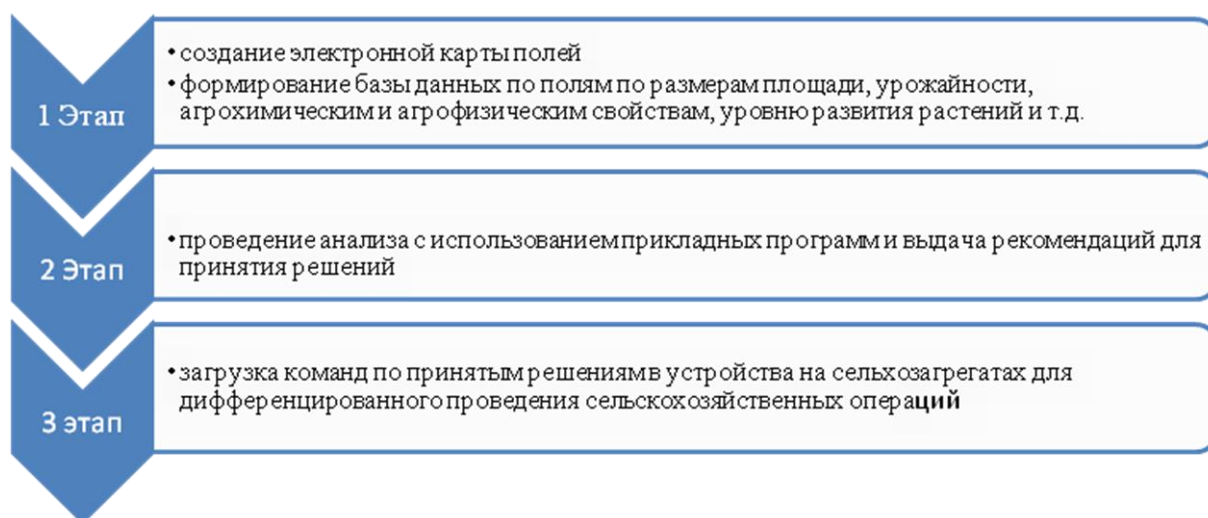 1 Этап
• создание электронной карты полей
• формирование базы данных по полям по размерам площади, урожайности,
агрохимическим и агрофизическим свойствам, уровню развития растений и т.д.
2 Этап
• проведение анализа с использованием прикладных программ и выдача рекомендаций для
принятия решений
3 этап
• загрузка команд по принятым решениям в устройства на сельхозагрегатах для
дифференцированного проведения сельскохозяйственных операций